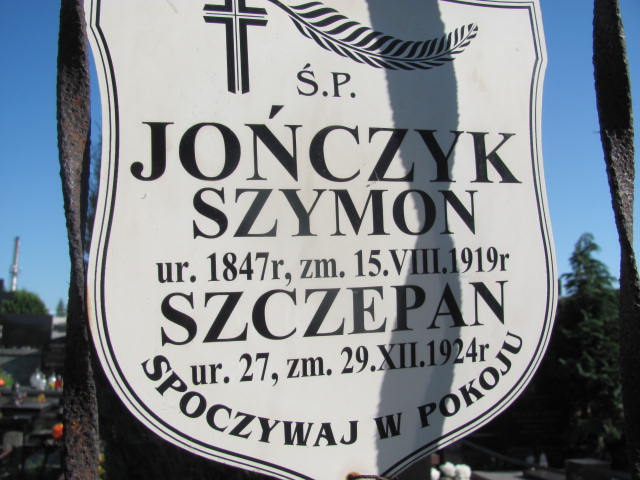 Ś.P.
JOŃCZYK
SZYMON
ur. 1847r, zm. 15.VIII.1919r
SZCZEPAN
ur. 27, zm. 29.XII.1924r
SPOCZYWAJ W POKOJU